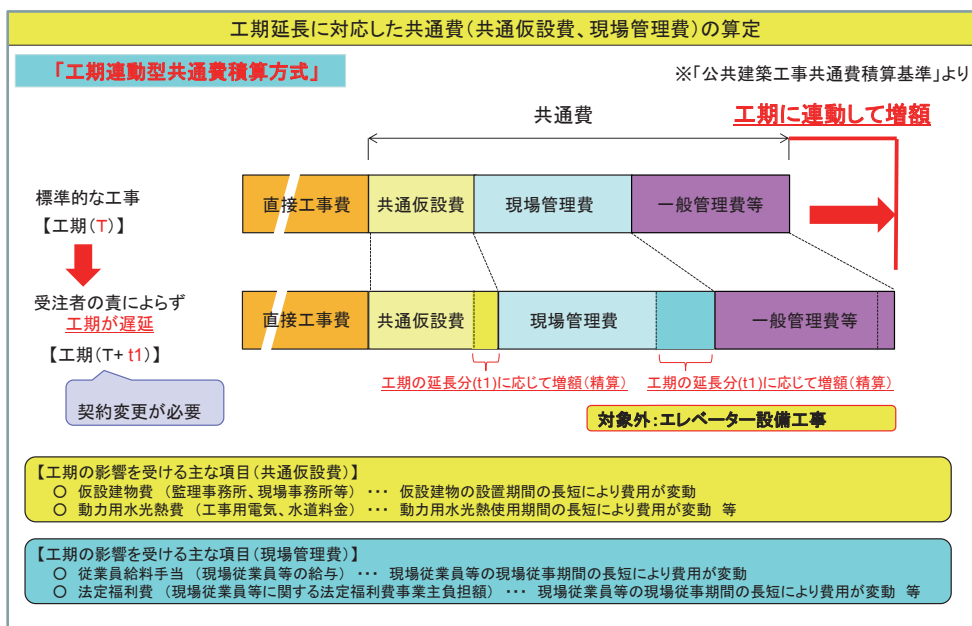 工期延長に対応した共通費(共通仮設費、現場管理費)の算定
「工期連動型共通費積算方式」
※「公共建築工事共通費積算基準」より
共通費
工期に連動して増額
標準的な工事
【工期(T)】
直接工事費
共通仮設費
現場管理費
一般管理費等
受注者の責によらず
工期が遅延
【工期(T+ t1)】
契約変更が必要
直接工事費
共通仮設費
現場管理費
一般管理費等
工期の延長分(t1)に応じて増額(精算)
工期の延長分(t1)に応じて増額(精算)
対象外:エレベーター設備工事
【工期の影響を受ける主な項目(共通仮設費)】
○ 仮設建物費 (監理事務所、現場事務所等) ・・・ 仮設建物の設置期間の長短により費用が変動
○ 動力用水光熱費 (工事用電気、水道料金) ・・・ 動力用水光熱使用期間の長短により費用が変動 等
【工期の影響を受ける主な項目(現場管理費)】
○ 従業員給料手当 (現場従業員等の給与) ・・・ 現場従業員等の現場従事期間の長短により費用が変動
○ 法定福利費 (現場従業員等に関する法定福利費事業主負担額) ・・・ 現場従業員等の現場従事期間の長短により費用が変動 等